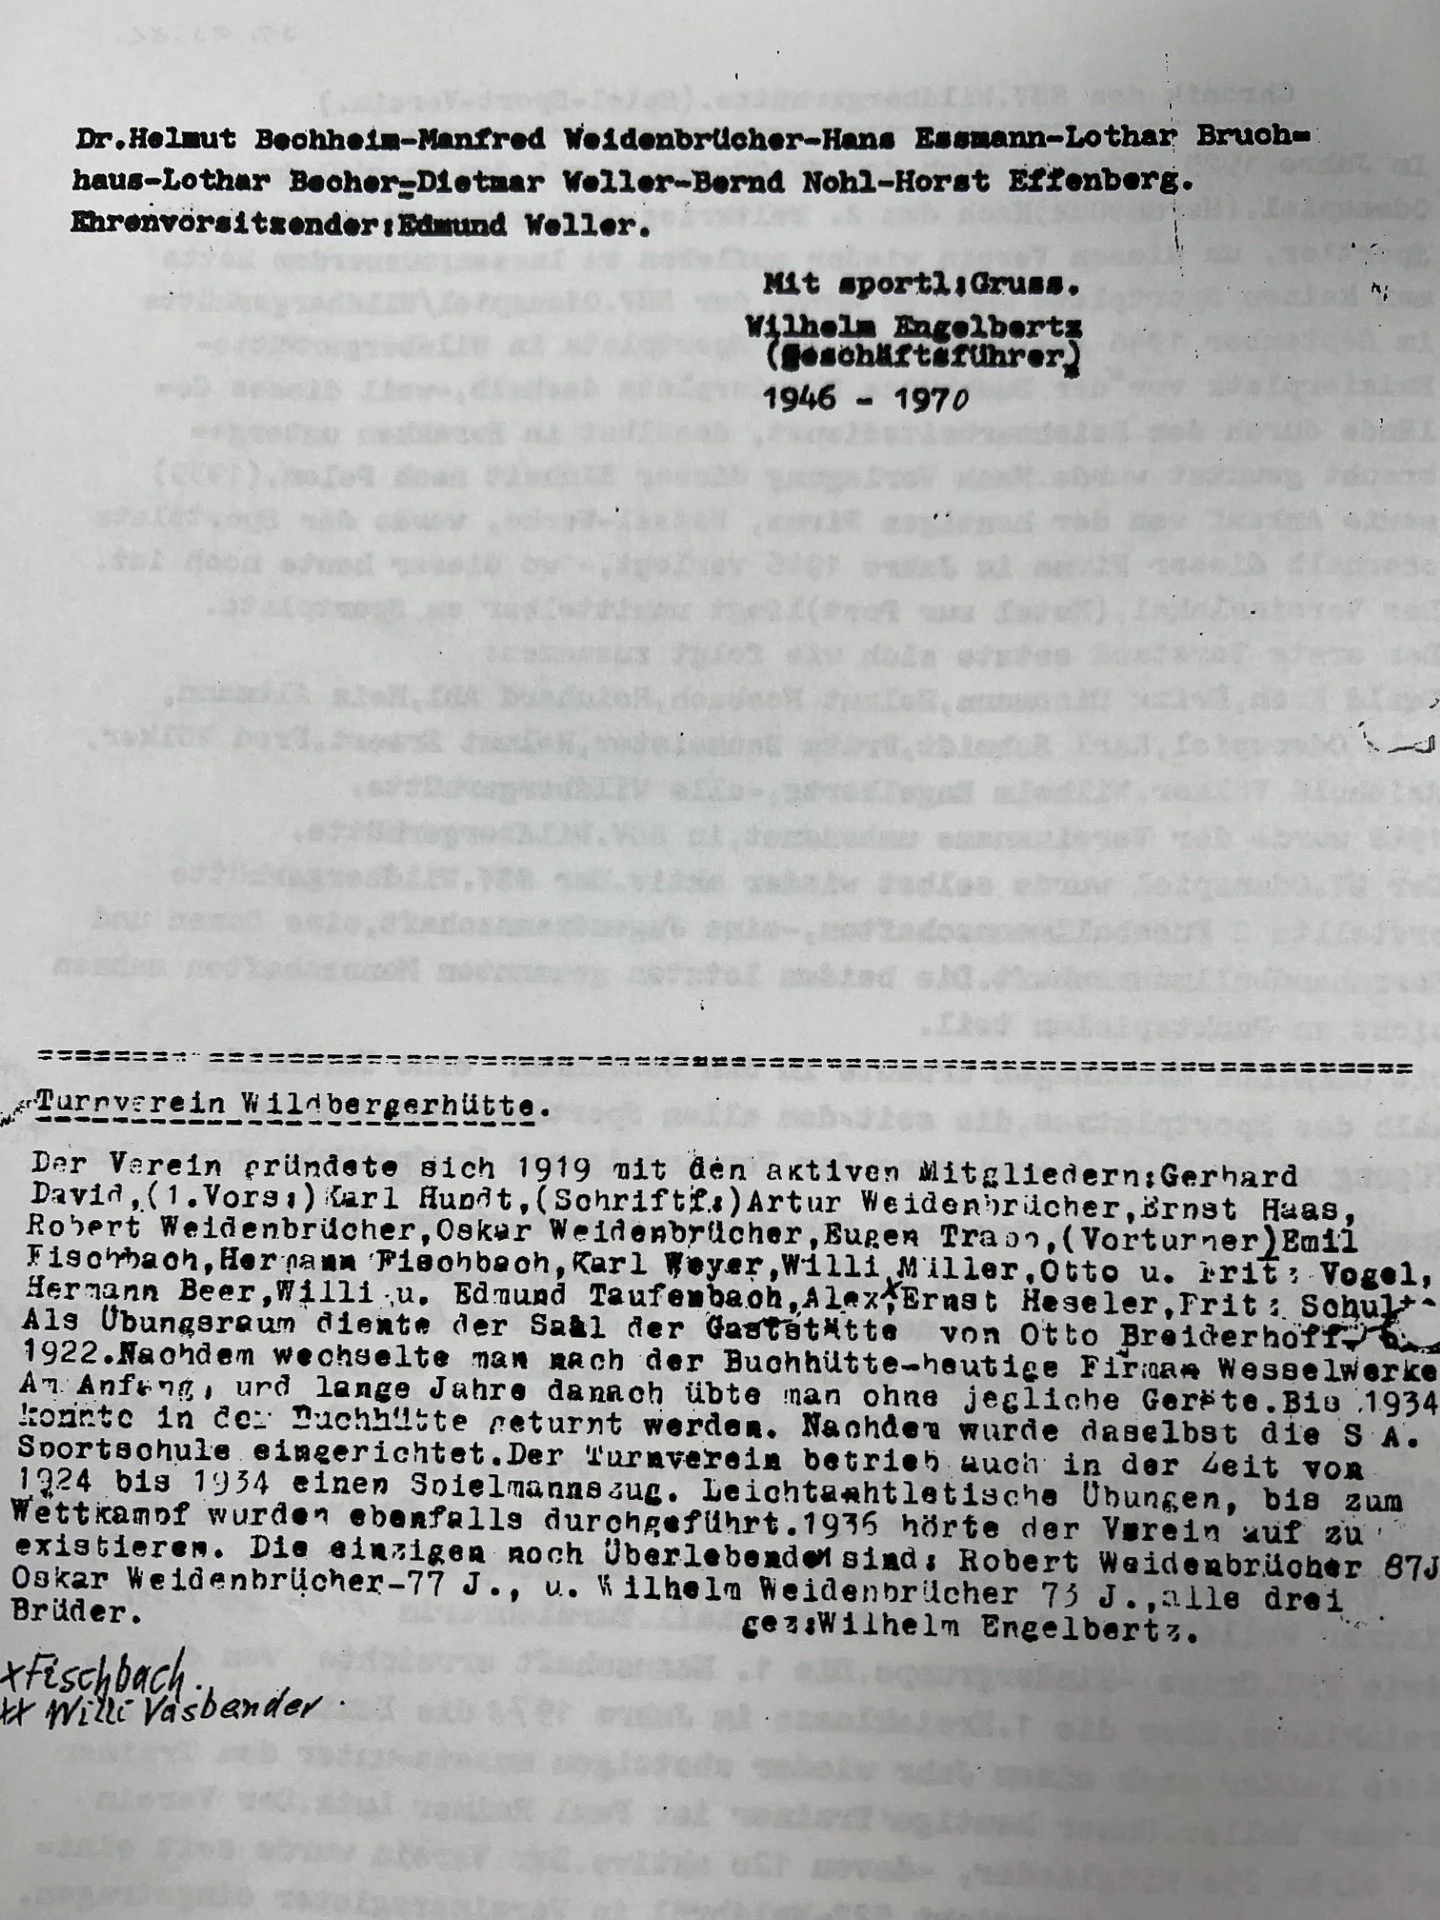 Dr.Helmut Bechheim-Manfred Weidenbrücher-Hans Essmann-Lothar Bruch=
haus-Lothar Becher=Dietmar Weller-Bernd Nohl-Horst Effenberg.
Ehrenvorsitzender:Edmund Weller.
Mit sportl:Gruss.
Wilhelm Engelbertz
(Geschäftsführer)
1946 - 1970
Turnverein Wildbergerhütte.
Der Verein gründete sich 1919 mit den aktiven Mitgliedern:Gerhard
David,(1.Vors:)Karl Hundt,(Schriftf:)Artur Weidenbrücher,Ernst Haas,
Robert Weidenbrücher,Oskar Weidenbrücher,Eugen Trapp,(Vorturner)Emil
Fischbach,Hermann Fischbach,Karl Weyer,Willi Müller,Otto u. Fritz Vogel,
Hermann Beer,Willi u. Edmund Taufenbach,Alex,x Ernst Heseler,Fritz
Als Übungsraum diente der Saal der Gaststätte von Otto Breiderhoff
1922.Nachdem wechselte man nach der Buchhütte-heutige Firma Wesselwerke
Am Anfang, und lange Jahre danach übte man ohne jegliche Geräte.Bis 1934
konnte in der Buchhütte geturnt werden. Nachdem wurde daselbst die S A.
Sportschule eingerichtet.Der Turnverein betrieb auch in der Zeit von
1924 bis 1934 einen Spielmannszug. Leichtamhtletische Übungen, bis zum
Wettkampf wurden ebenfalls durchgeführt.1936 hörte der Verein auf zu
existieren. Die einzigen noch Überlebenden sind: Robert Weidenbrücher 87J
Oskar Weidenbrücher-77 J., u. Wilhelm Weidenbrücher 73 J.,alle drei
Brüder.
gez:Wilhelm Engelbertz.
x Fischbach.
xx Willi Vasbender